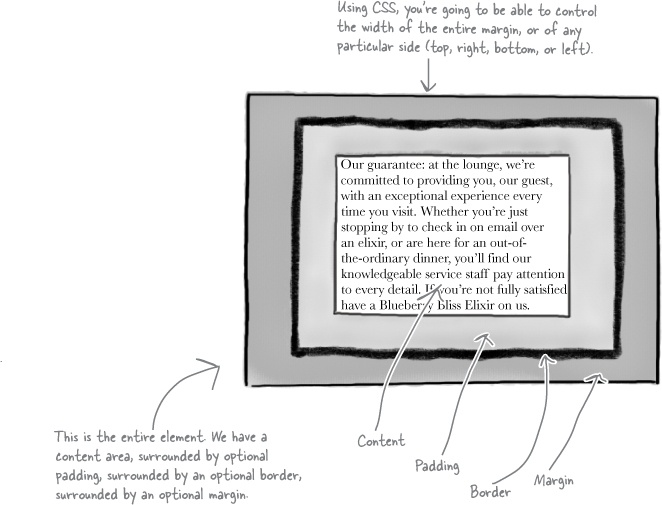 Using CSS, you're going to be able to control
the width of the entire margin, or of any
particular side (top, right, bottom, or left).
Our guarantee: at the lounge, we're
committed to providing you, our guest,
with an exceptional experience every
time you visit. Whether you're just
stopping by to check in on email over
an elixir, or are here for an out-of-
the-ordinary dinner, you'll find our
knowledgeable service staff pay attention
to every detail. If you're not fully satisfied
have a Blueberry Bliss Elixir on us.
This is the entire element. We have a
content area, surrounded by optional
padding, surrounded by an optional border,
surrounded by an optional margin.
Content
Padding
Border
Margin